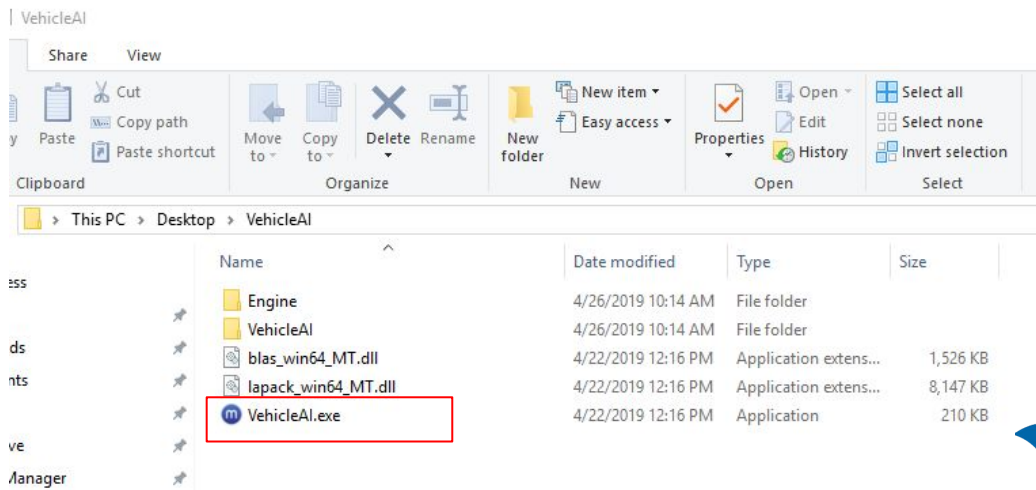 VehicleAI
Share View
Cut
Copy path
Paste shortcut
Paste
Move to
Copy to
Delete
Rename
New folder
New item
Easy access
Properties
Open
Edit
History
Select all
Select none
Invert selection
Clipboard Organize New Open Select
This PC > Desktop > VehicleAI
Name Date modified Type Size
Engine 4/26/2019 10:14 AM File folder
VehicleAI 4/26/2019 10:14 AM File folder
blas_win64_MT.dll 4/22/2019 12:16 PM Application extens... 1,526 KB
lapack_win64_MT.dll 4/22/2019 12:16 PM Application extens... 8,147 KB
VehicleAI.exe 4/22/2019 12:16 PM Application 210 KB
ess
ds
nts
ve
Manager